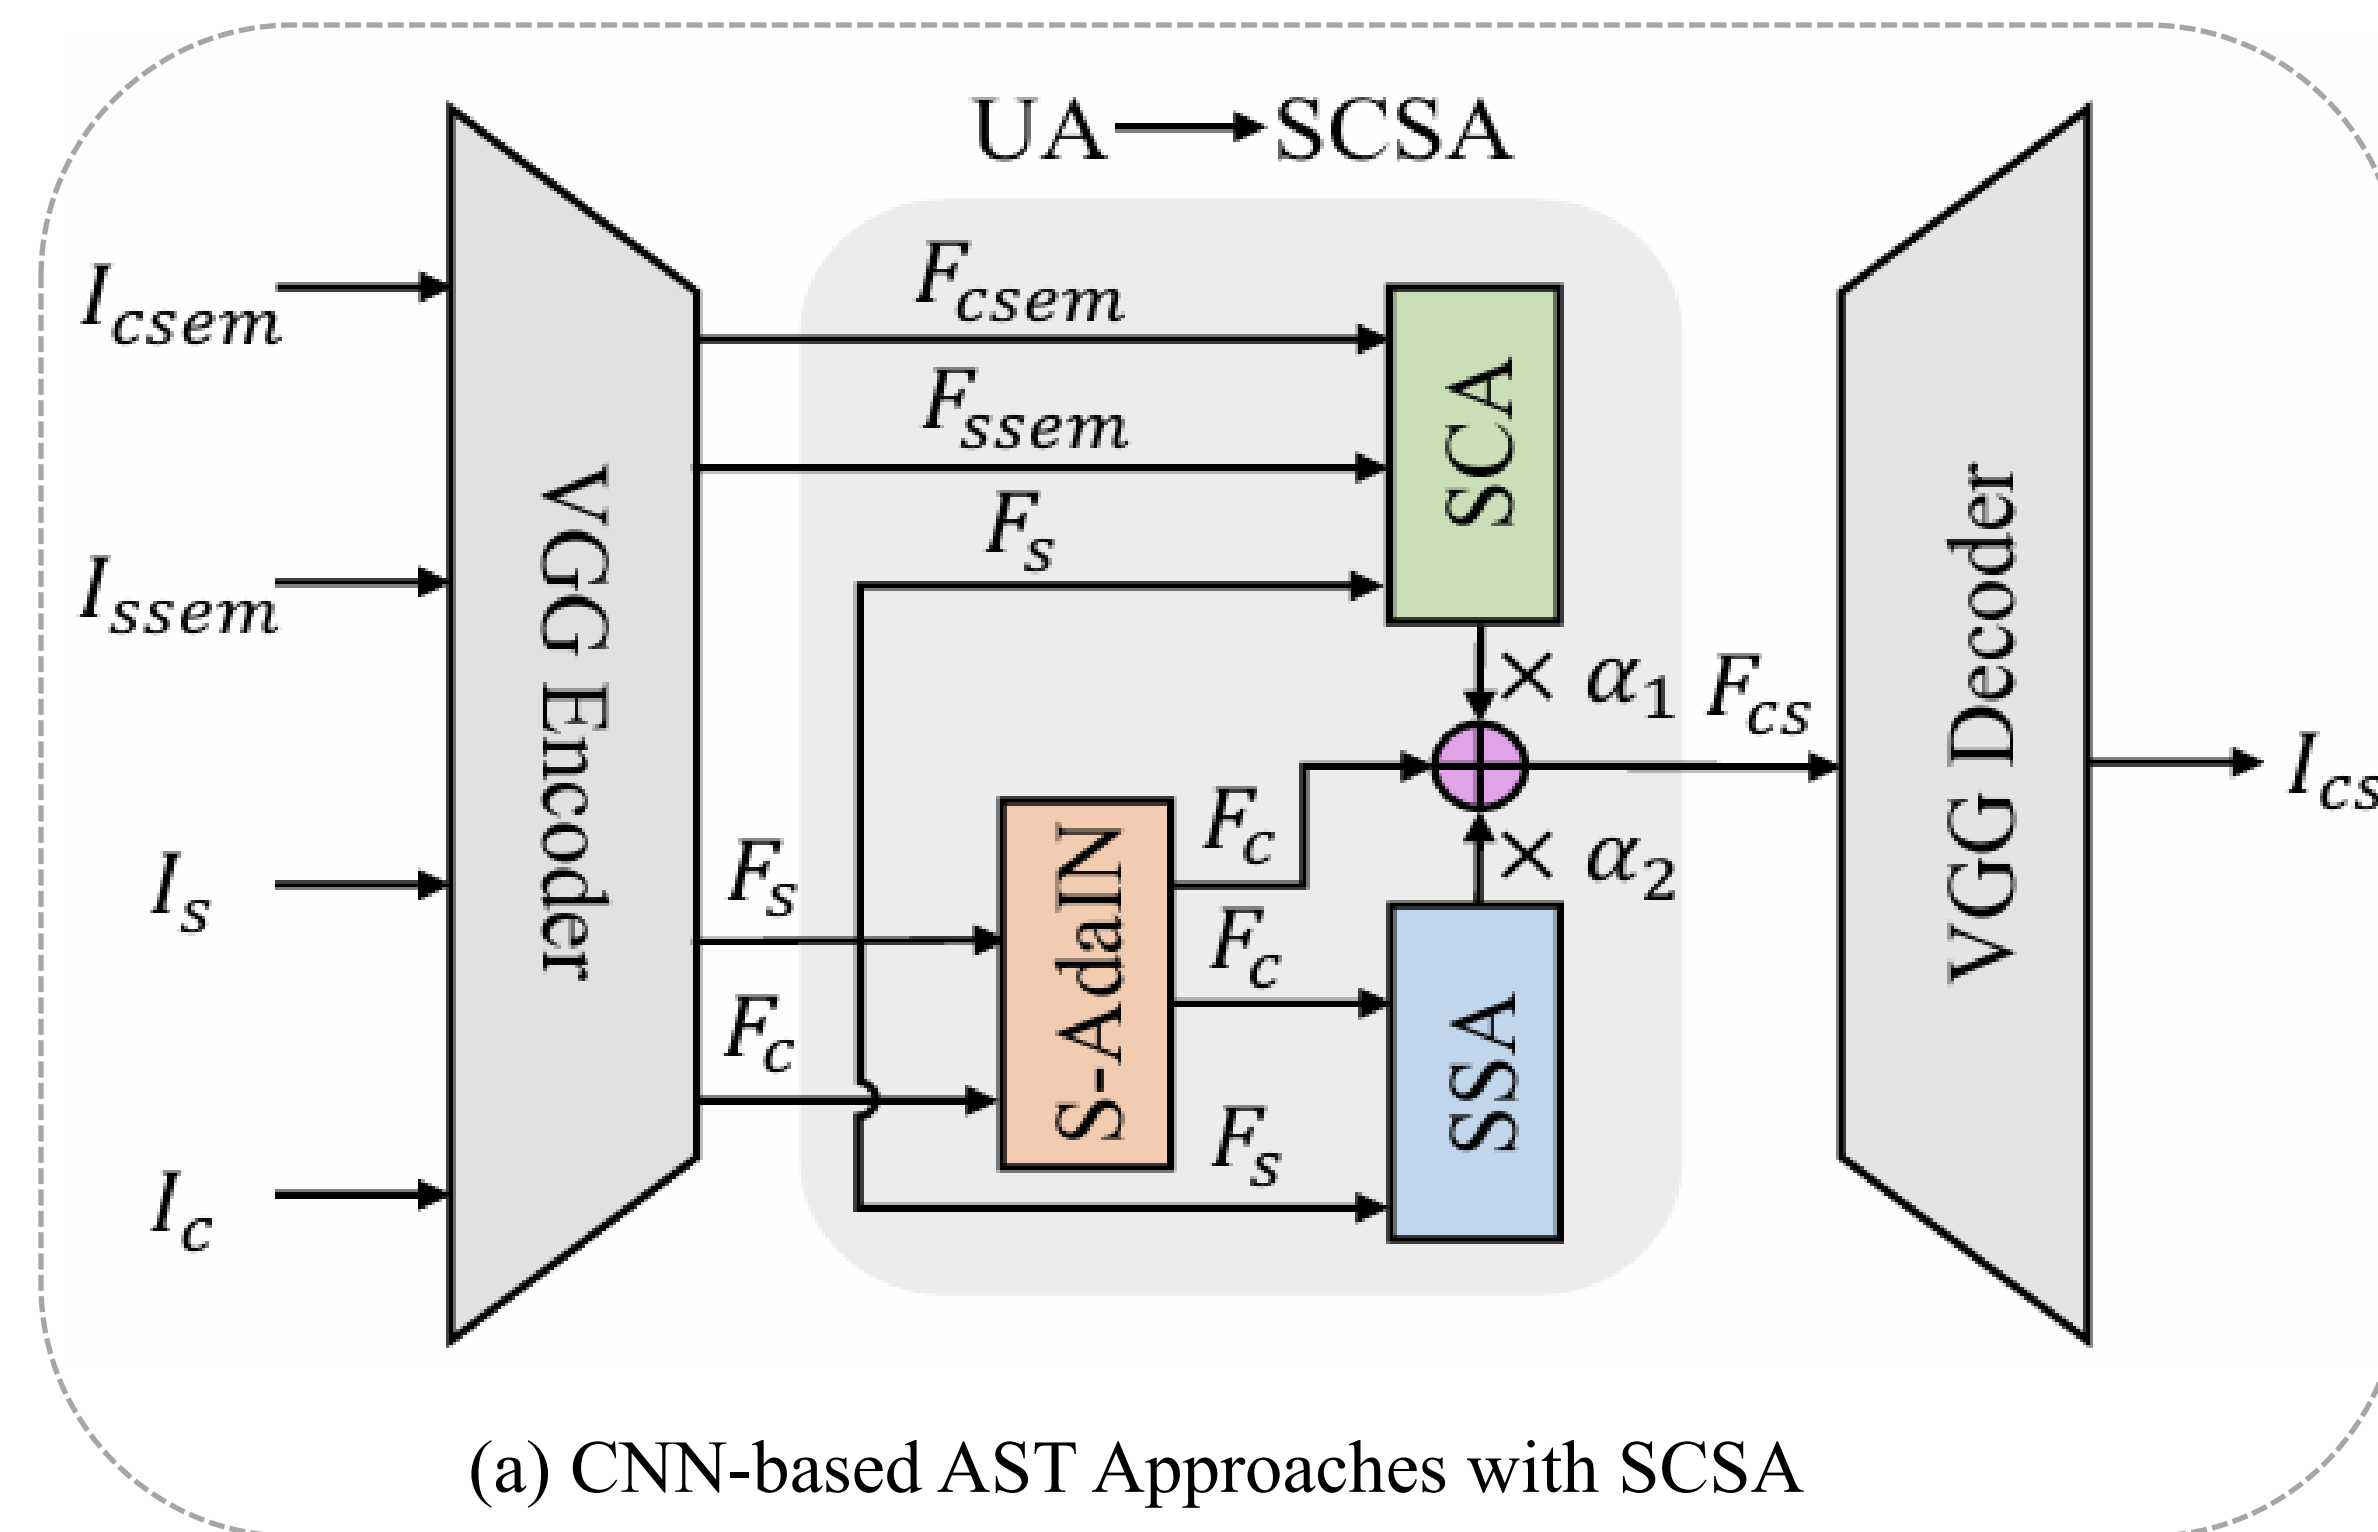 UA SCSA
I_csem
I_ssem
I_s
I_c
VGG Encoder
F_csem
F_ssem
F_s
F_s
F_c
S-AdaIN
F_c
F_c
F_s
SCA
× α_1
× α_2
SSA
F_cs
VGG Decoder
I_cs
(a) CNN-based AST Approaches with SCSA